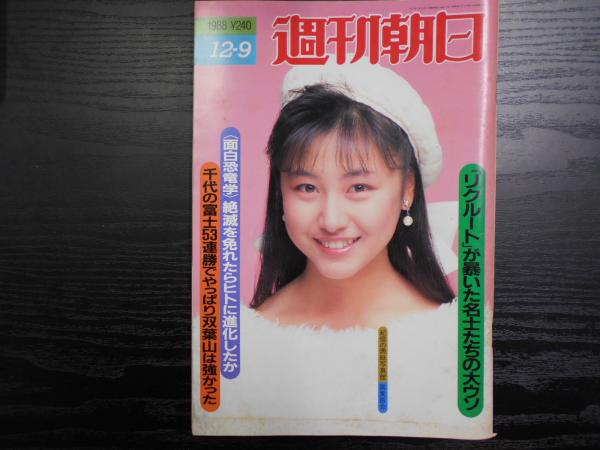 1988 ¥240
12-9
週刊朝日
「リクルート」が暴いた名士たちの大ウソ
〈面白恐竜学〉絶滅を免れたらヒトに進化したか
千代の富士53連勝でやっぱり双葉山は強かった